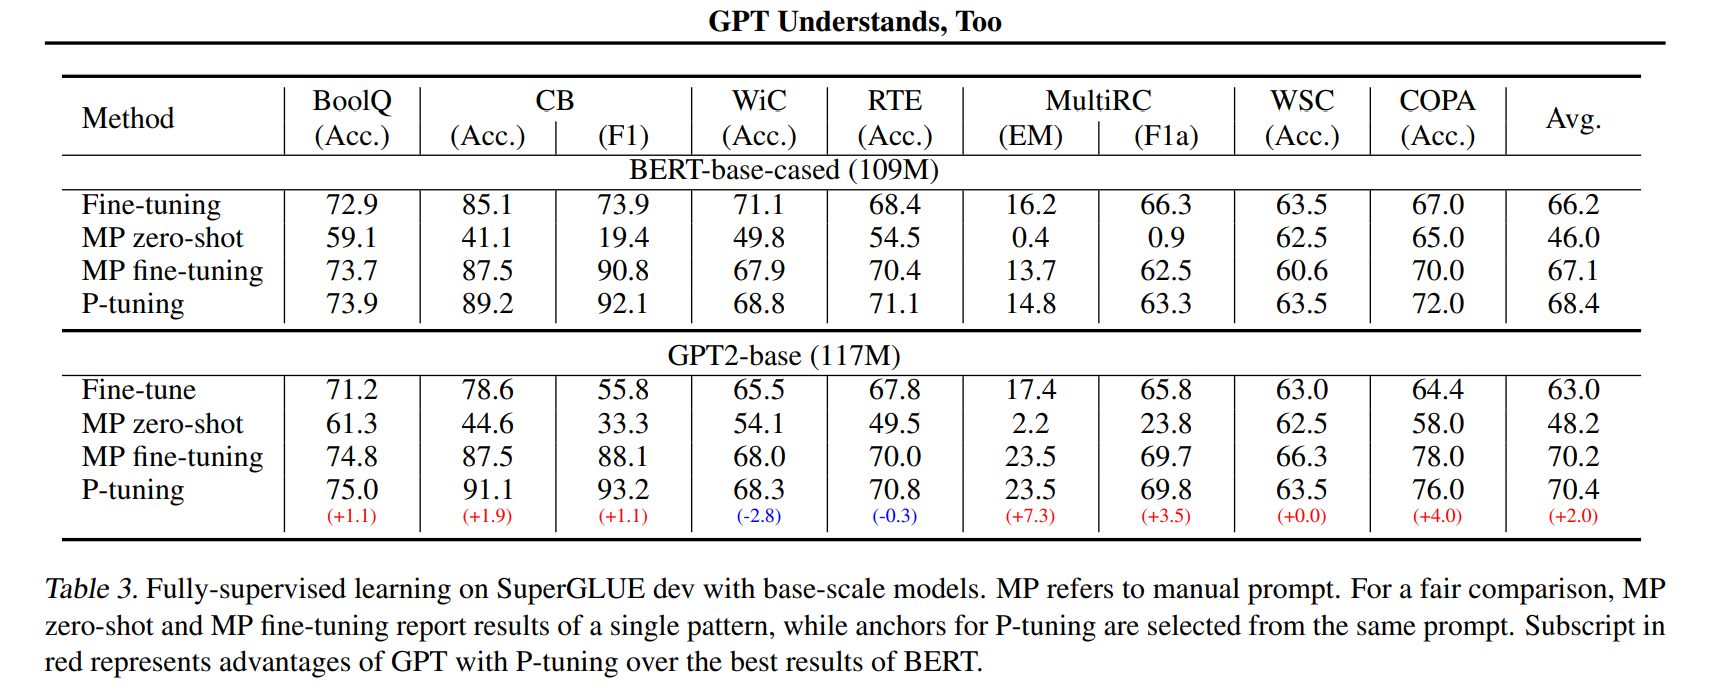 GPT Understands, Too
Method BoolQ CB WiC RTE MultiRC WSC COPA Avg.
(Acc.) (Acc.) (F1) (Acc.) (Acc.) (EM) (F1a) (Acc.) (Acc.)
BERT-base-cased (109M)
Fine-tuning 72.9 85.1 73.9 71.1 68.4 16.2 66.3 63.5 67.0 66.2
MP zero-shot 59.1 41.1 19.4 49.8 54.5 0.4 0.9 62.5 65.0 46.0
MP fine-tuning 73.7 87.5 90.8 67.9 70.4 13.7 62.5 60.6 70.0 67.1
P-tuning 73.9 89.2 92.1 68.8 71.1 14.8 63.3 63.5 72.0 68.4
GPT2-base (117M)
Fine-tune 71.2 78.6 55.8 65.5 67.8 17.4 65.8 63.0 64.4 63.0
MP zero-shot 61.3 44.6 33.3 54.1 49.5 2.2 23.8 62.5 58.0 48.2
MP fine-tuning 74.8 87.5 88.1 68.0 70.0 23.5 69.7 66.3 78.0 70.2
P-tuning 75.0 91.1 93.2 68.3 70.8 23.5 69.8 63.5 76.0 70.4
(+1.1) (+1.9) (+1.1) (-2.8) (-0.3) (+7.3) (+3.5) (+0.0) (+4.0) (+2.0)
Table 3. Fully-supervised learning on SuperGLUE dev with base-scale models. MP refers to manual prompt. For a fair comparison, MP
zero-shot and MP fine-tuning report results of a single pattern, while anchors for P-tuning are selected from the same prompt. Subscript in
red represents advantages of GPT with P-tuning over the best results of BERT.